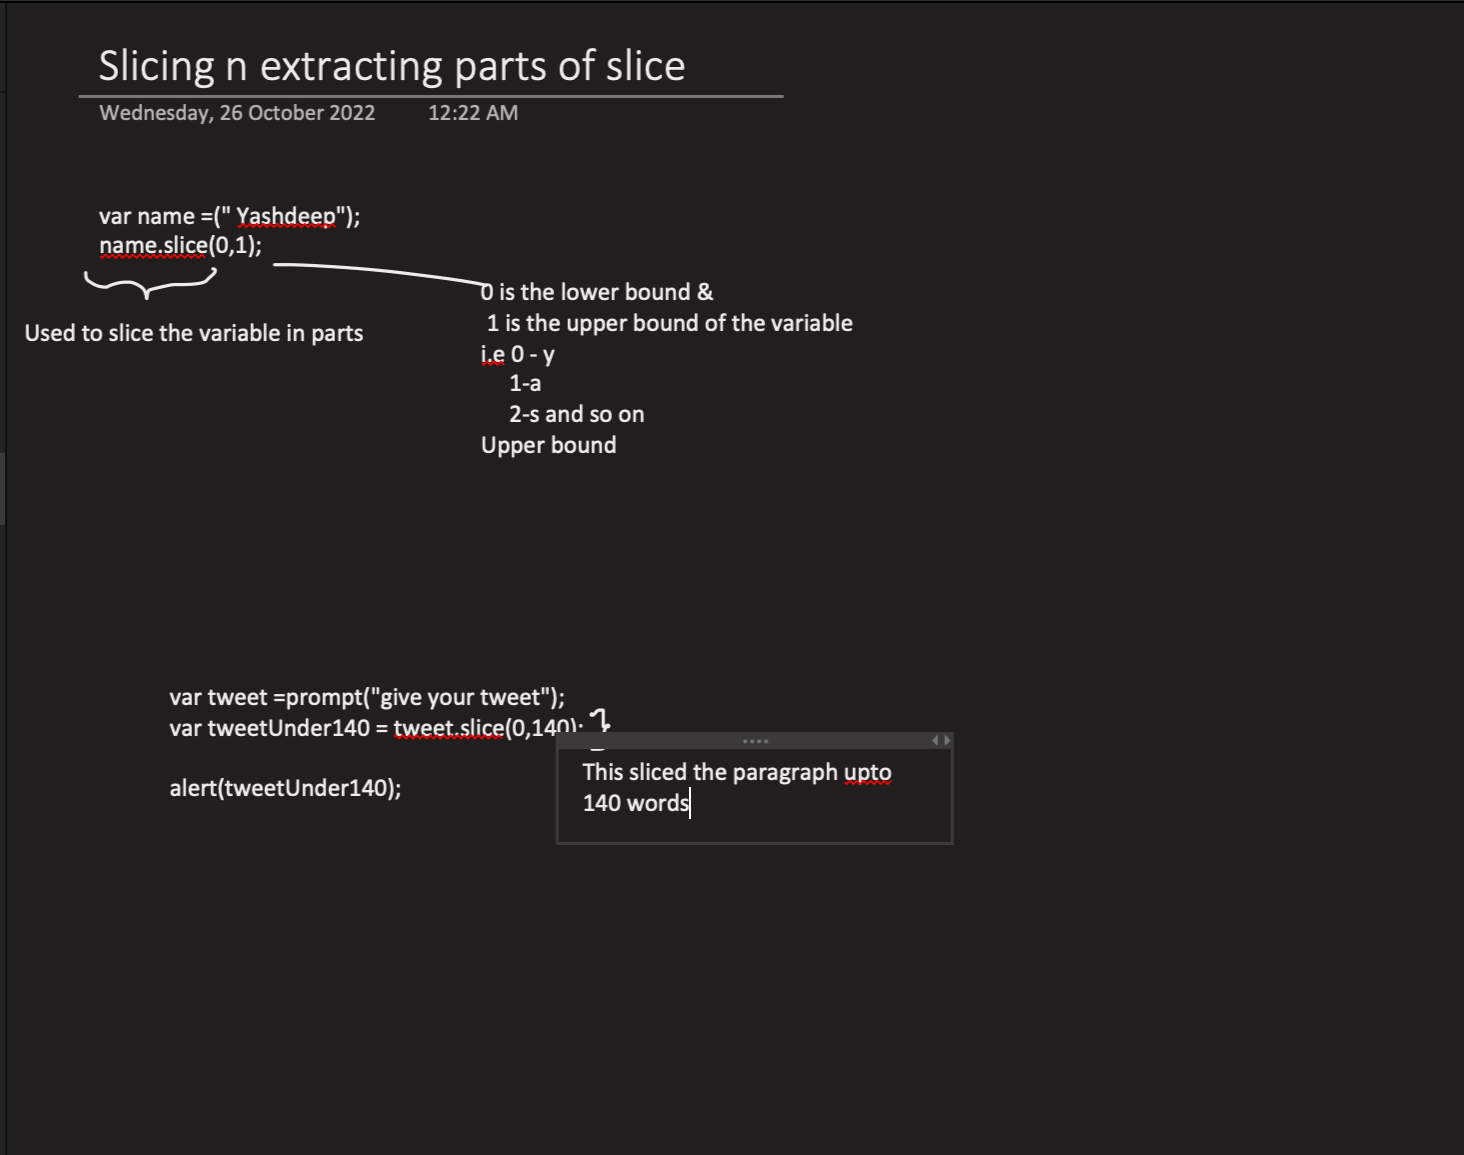 Slicing n extracting parts of slice
Wednesday, 26 October 2022 12:22 AM
var name =(" Yashdeep");
name.slice(0,1);
0 is the lower bound &
1 is the upper bound of the variable
Used to slice the variable in parts
i.e 0 - y
1-a
2-s and so on
Upper bound
var tweet =prompt("give your tweet");
var tweetUnder140 = tweet.slice(0,140);
This sliced the paragraph upto
140 words
alert(tweetUnder140);